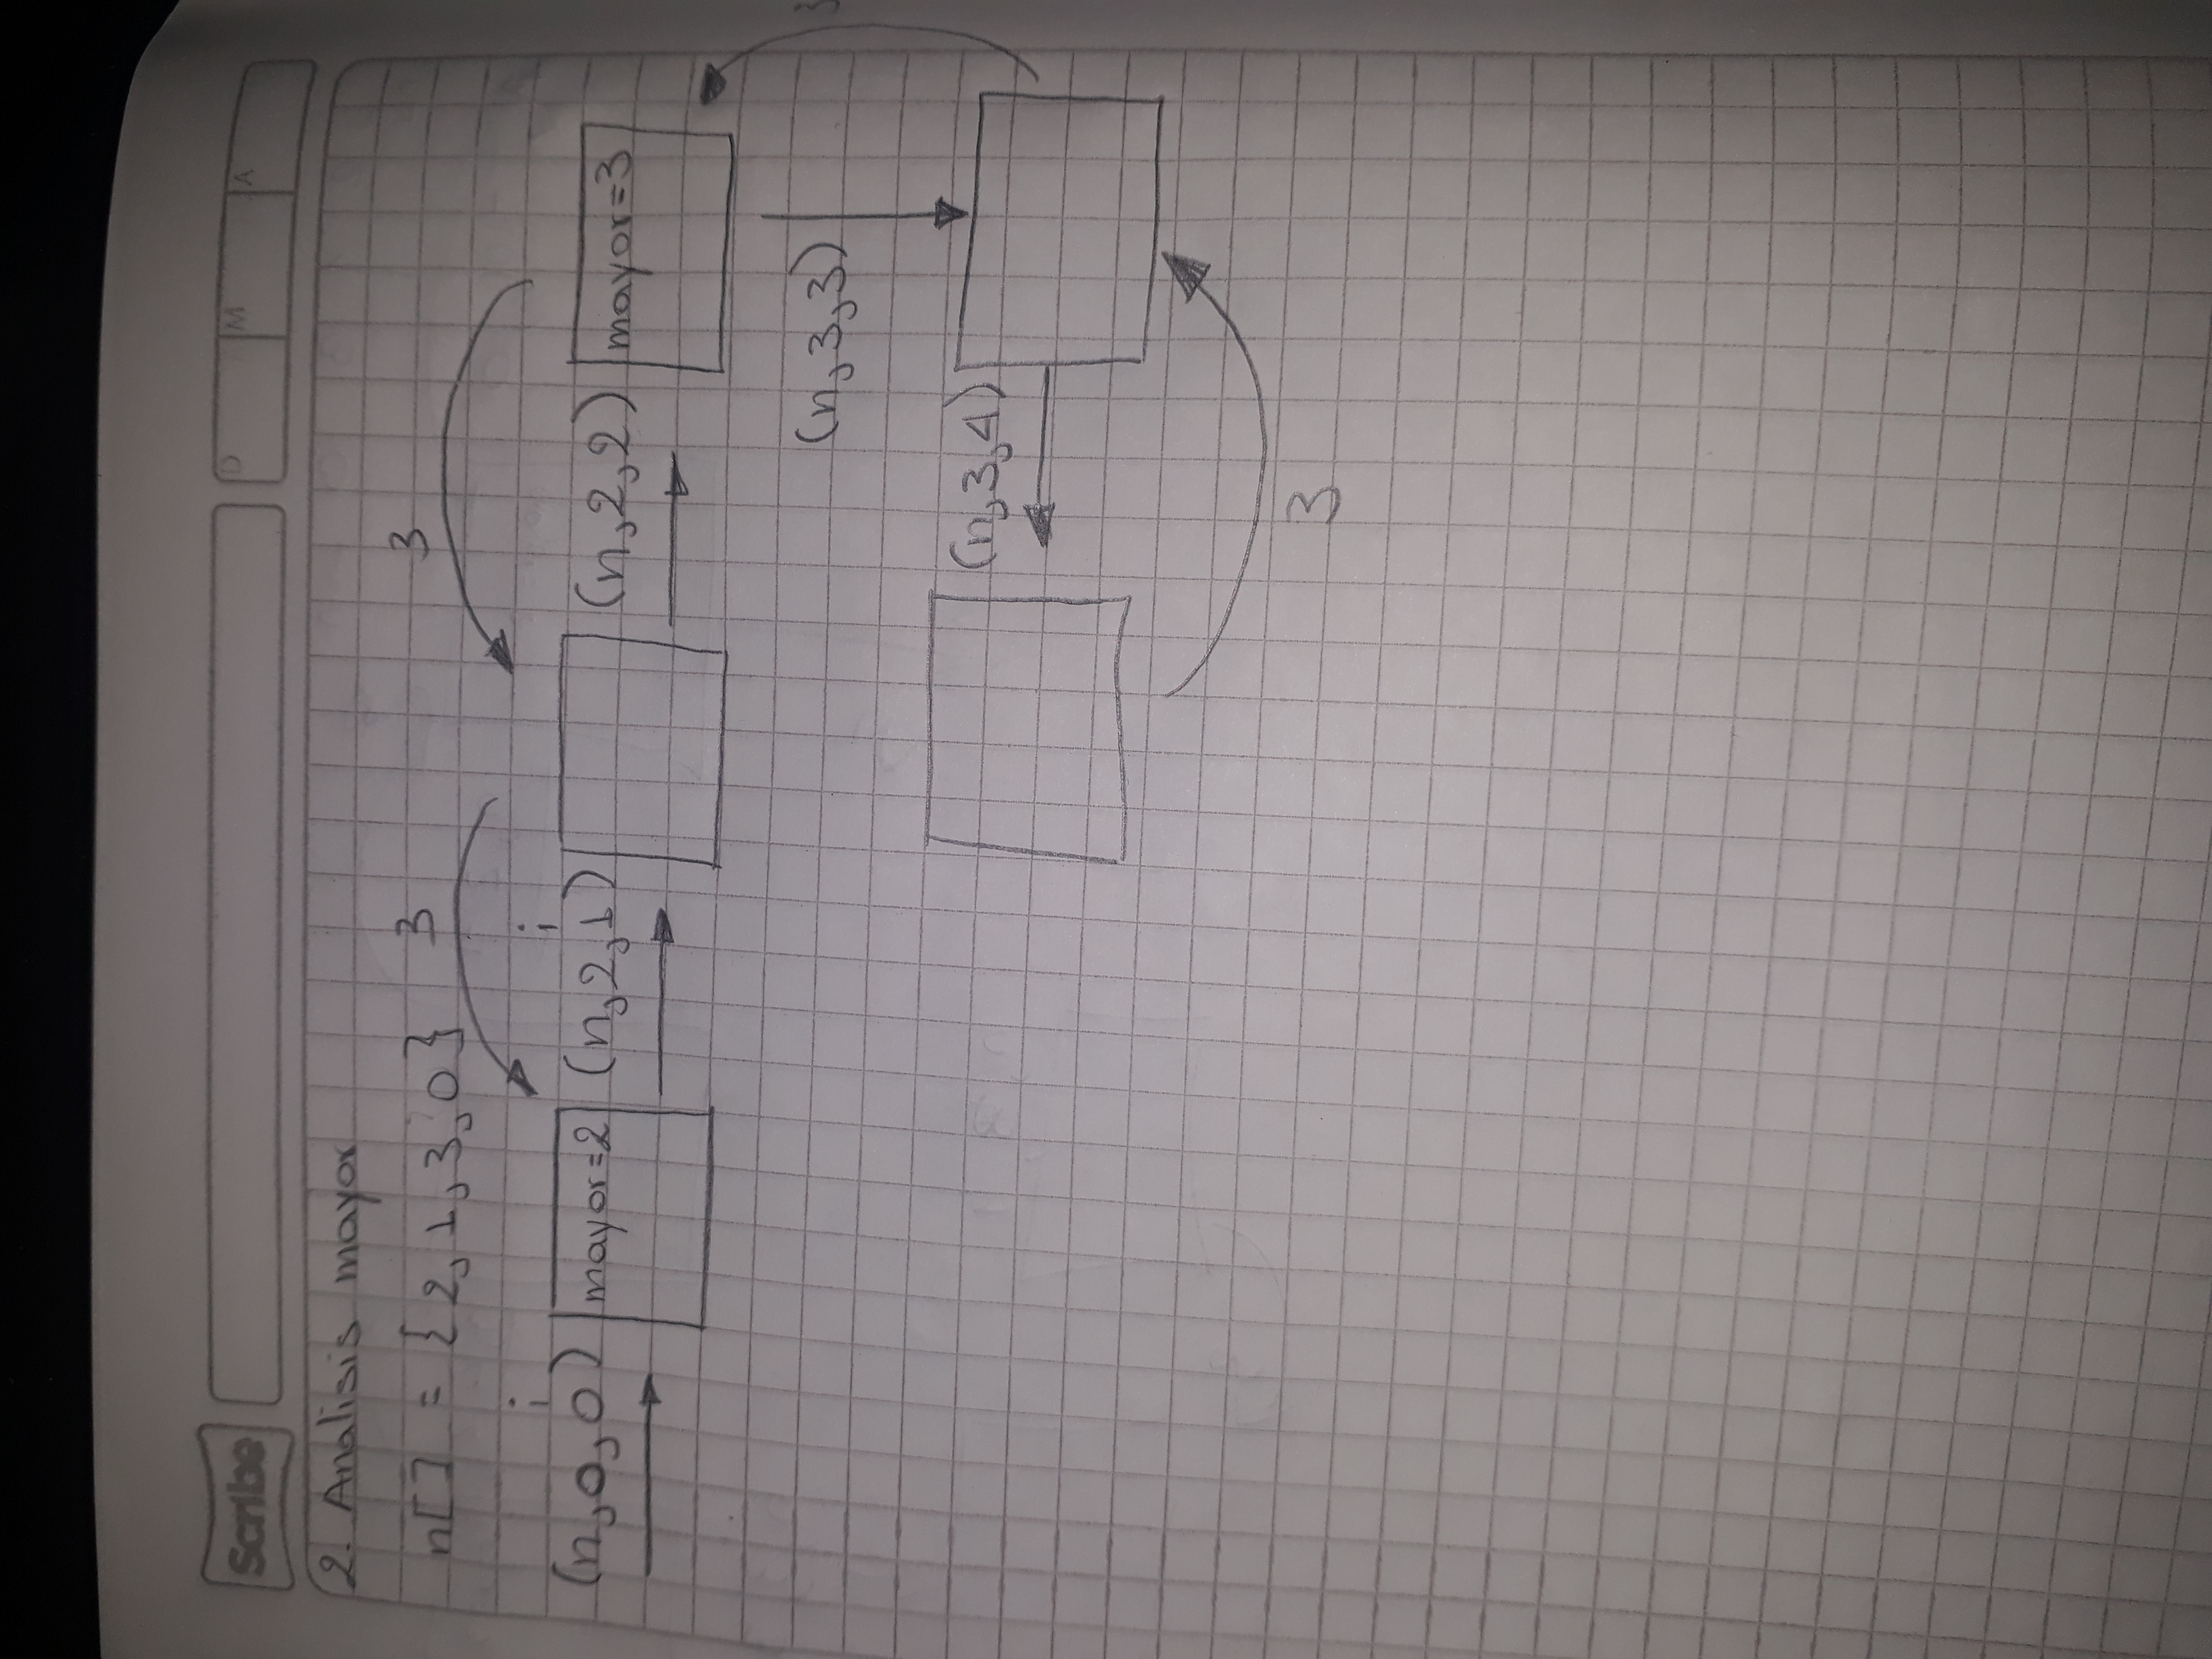 Scribe
D M A
2. Analisis mayor
n[] = {2,1,3,0}
3 3
i i
(n,0,0) mayor=2 (n,2,1) (n,2,2) mayor=3
(n,3,3)
(n,3,4)
3